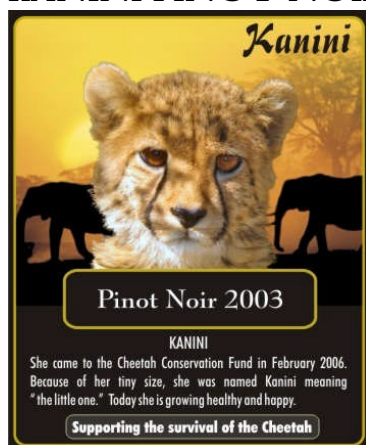 Kanini
Pinot Noir 2003
KANINI
She came to the Cheetah Conservation Fund in February 2006.
Because of her tiny size, she was named Kanini meaning
"the little one." Today she is growing healthy and happy.
Supporting the survival of the Cheetah